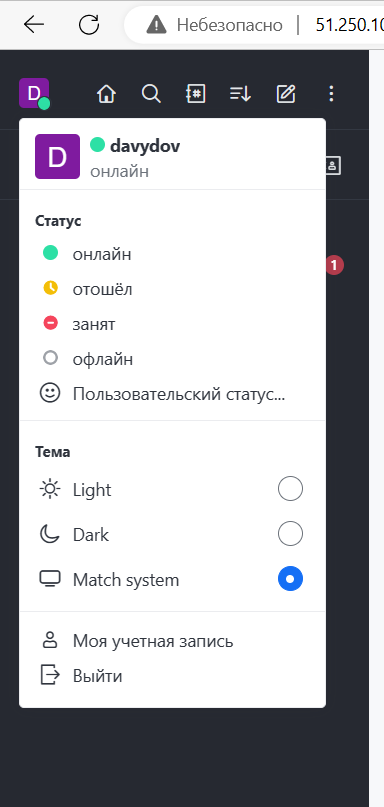 Небезопасно
51.250.10
D
D
davydov
онлайн
Статус
онлайн
отошёл
занят
офлайн
Пользовательский статус...
1
Тема
Light
Dark
Match system
Моя учетная запись
Выйти